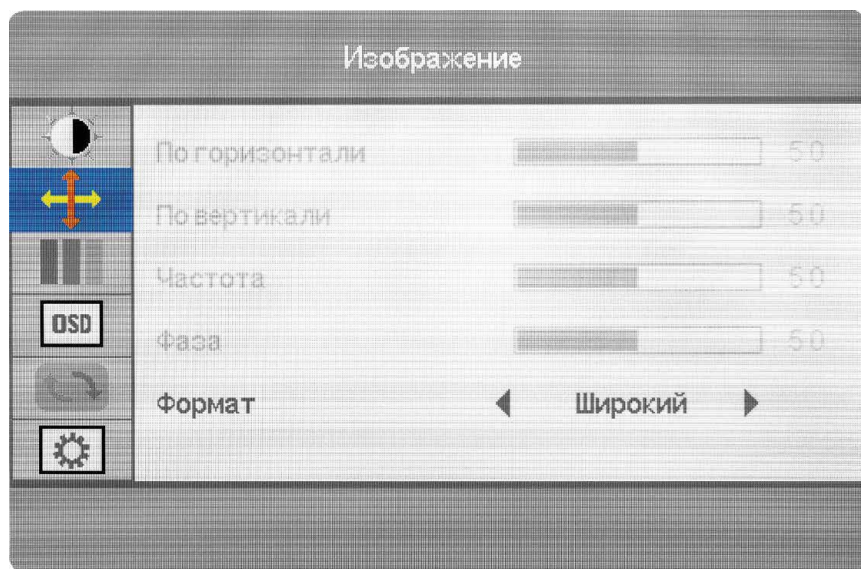 Изображение
По горизонтали 50
По вертикали 50
Частота 50
OSD
Фаза 50
Формат Широкий